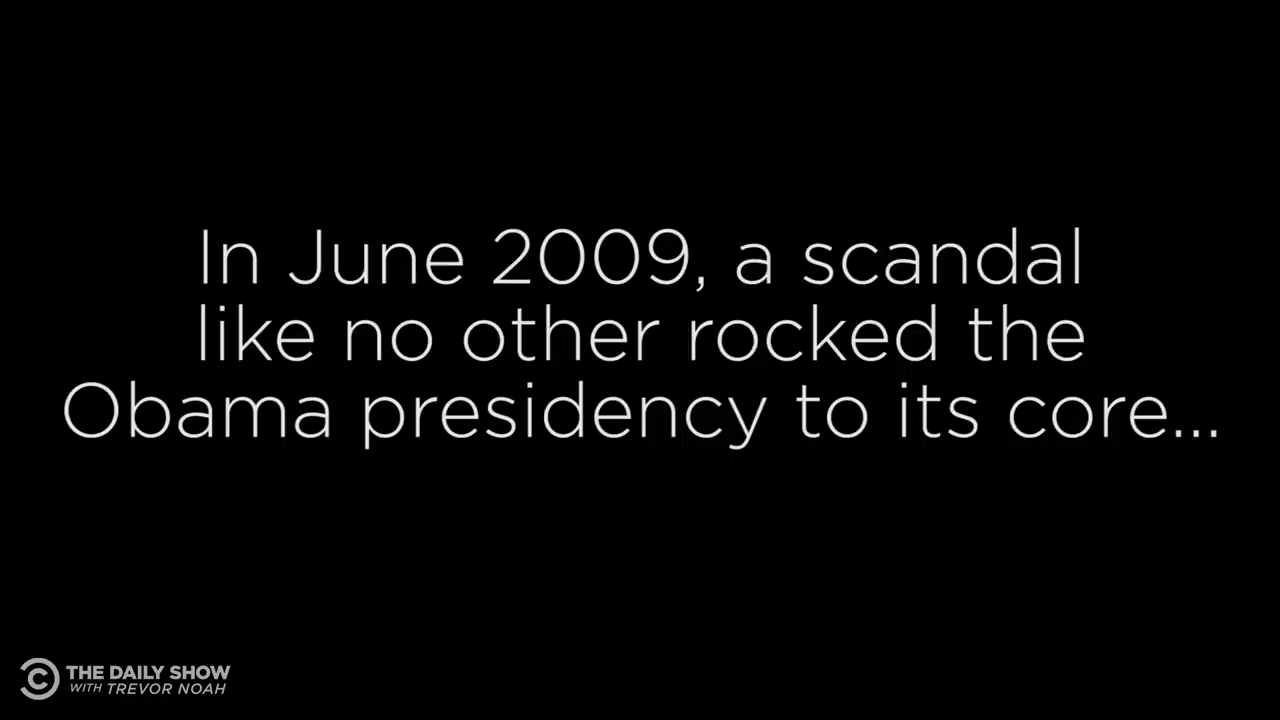 In June 2009, a scandal
like no other rocked the
Obama presidency to its core...
THE DAILY SHOW
WITH TREVOR NOAH